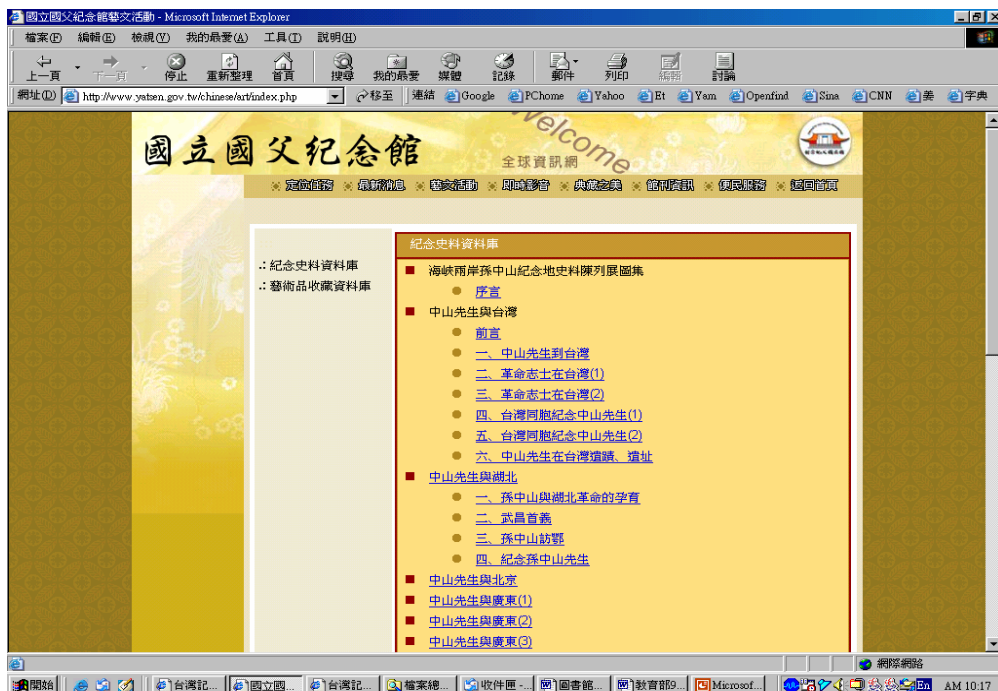 國立國父紀念館藝文活動 - Microsoft Internet Explorer
檔案(F) 編輯(E) 檢視(V) 我的最愛(A) 工具(T) 說明(H)
上一頁 下一頁 停止 重新整理 首頁 搜尋 我的最愛 媒體 記錄 郵件 列印 編輯 討論
網址(D) http://www.yatsen.gov.tw/chinese/art/index.php 移至 連結 Google PChome Yahoo Et Yam Openfind Sina CNN 美 字典
國立國父紀念館
Welcome
全球資訊網
定位任務 最新消息 藝文活動 即時影音 典藏之美 館刊資訊 便民服務 返回首頁
.: 紀念史料資料庫
.: 藝術品收藏資料庫
紀念史料資料庫
海峽兩岸孫中山紀念地史料陳列展圖集
序言
中山先生與台灣
前言
一、中山先生到台灣
二、革命志士在台灣(1)
三、革命志士在台灣(2)
四、台灣同胞紀念中山先生(1)
五、台灣同胞紀念中山先生(2)
六、中山先生在台灣遺蹟、遺址
中山先生與湖北
一、孫中山與湖北革命的孕育
二、武昌首義
三、孫中山訪鄂
四、紀念孫中山先生
中山先生與北京
中山先生與廣東(1)
中山先生與廣東(2)
中山先生與廣東(3)
網際網路
開始 台灣記... 國立國... 台灣記... 檔案總... 收件匣 -... 圖書館... 教育部9... Microsof... En AM 10:17